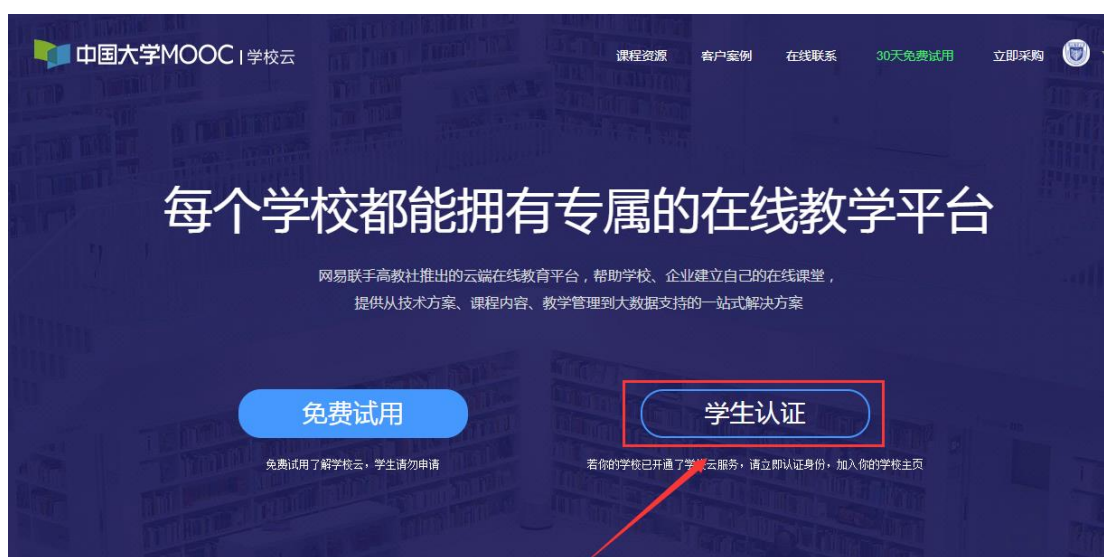 中国大学MOOC | 学校云
课程资源 客户案例 在线联系 30天免费试用 立即采购
每个学校都能拥有专属的在线教学平台
网易联手高教社推出的云端在线教育平台，帮助学校、企业建立自己的在线课堂，
提供从技术方案、课程内容、教学管理到大数据支持的一站式解决方案
免费试用 学生认证
免费试用了解学校云，学生请勿申请 若你的学校已开通了学校云服务，请立即认证身份，加入你的学校主页